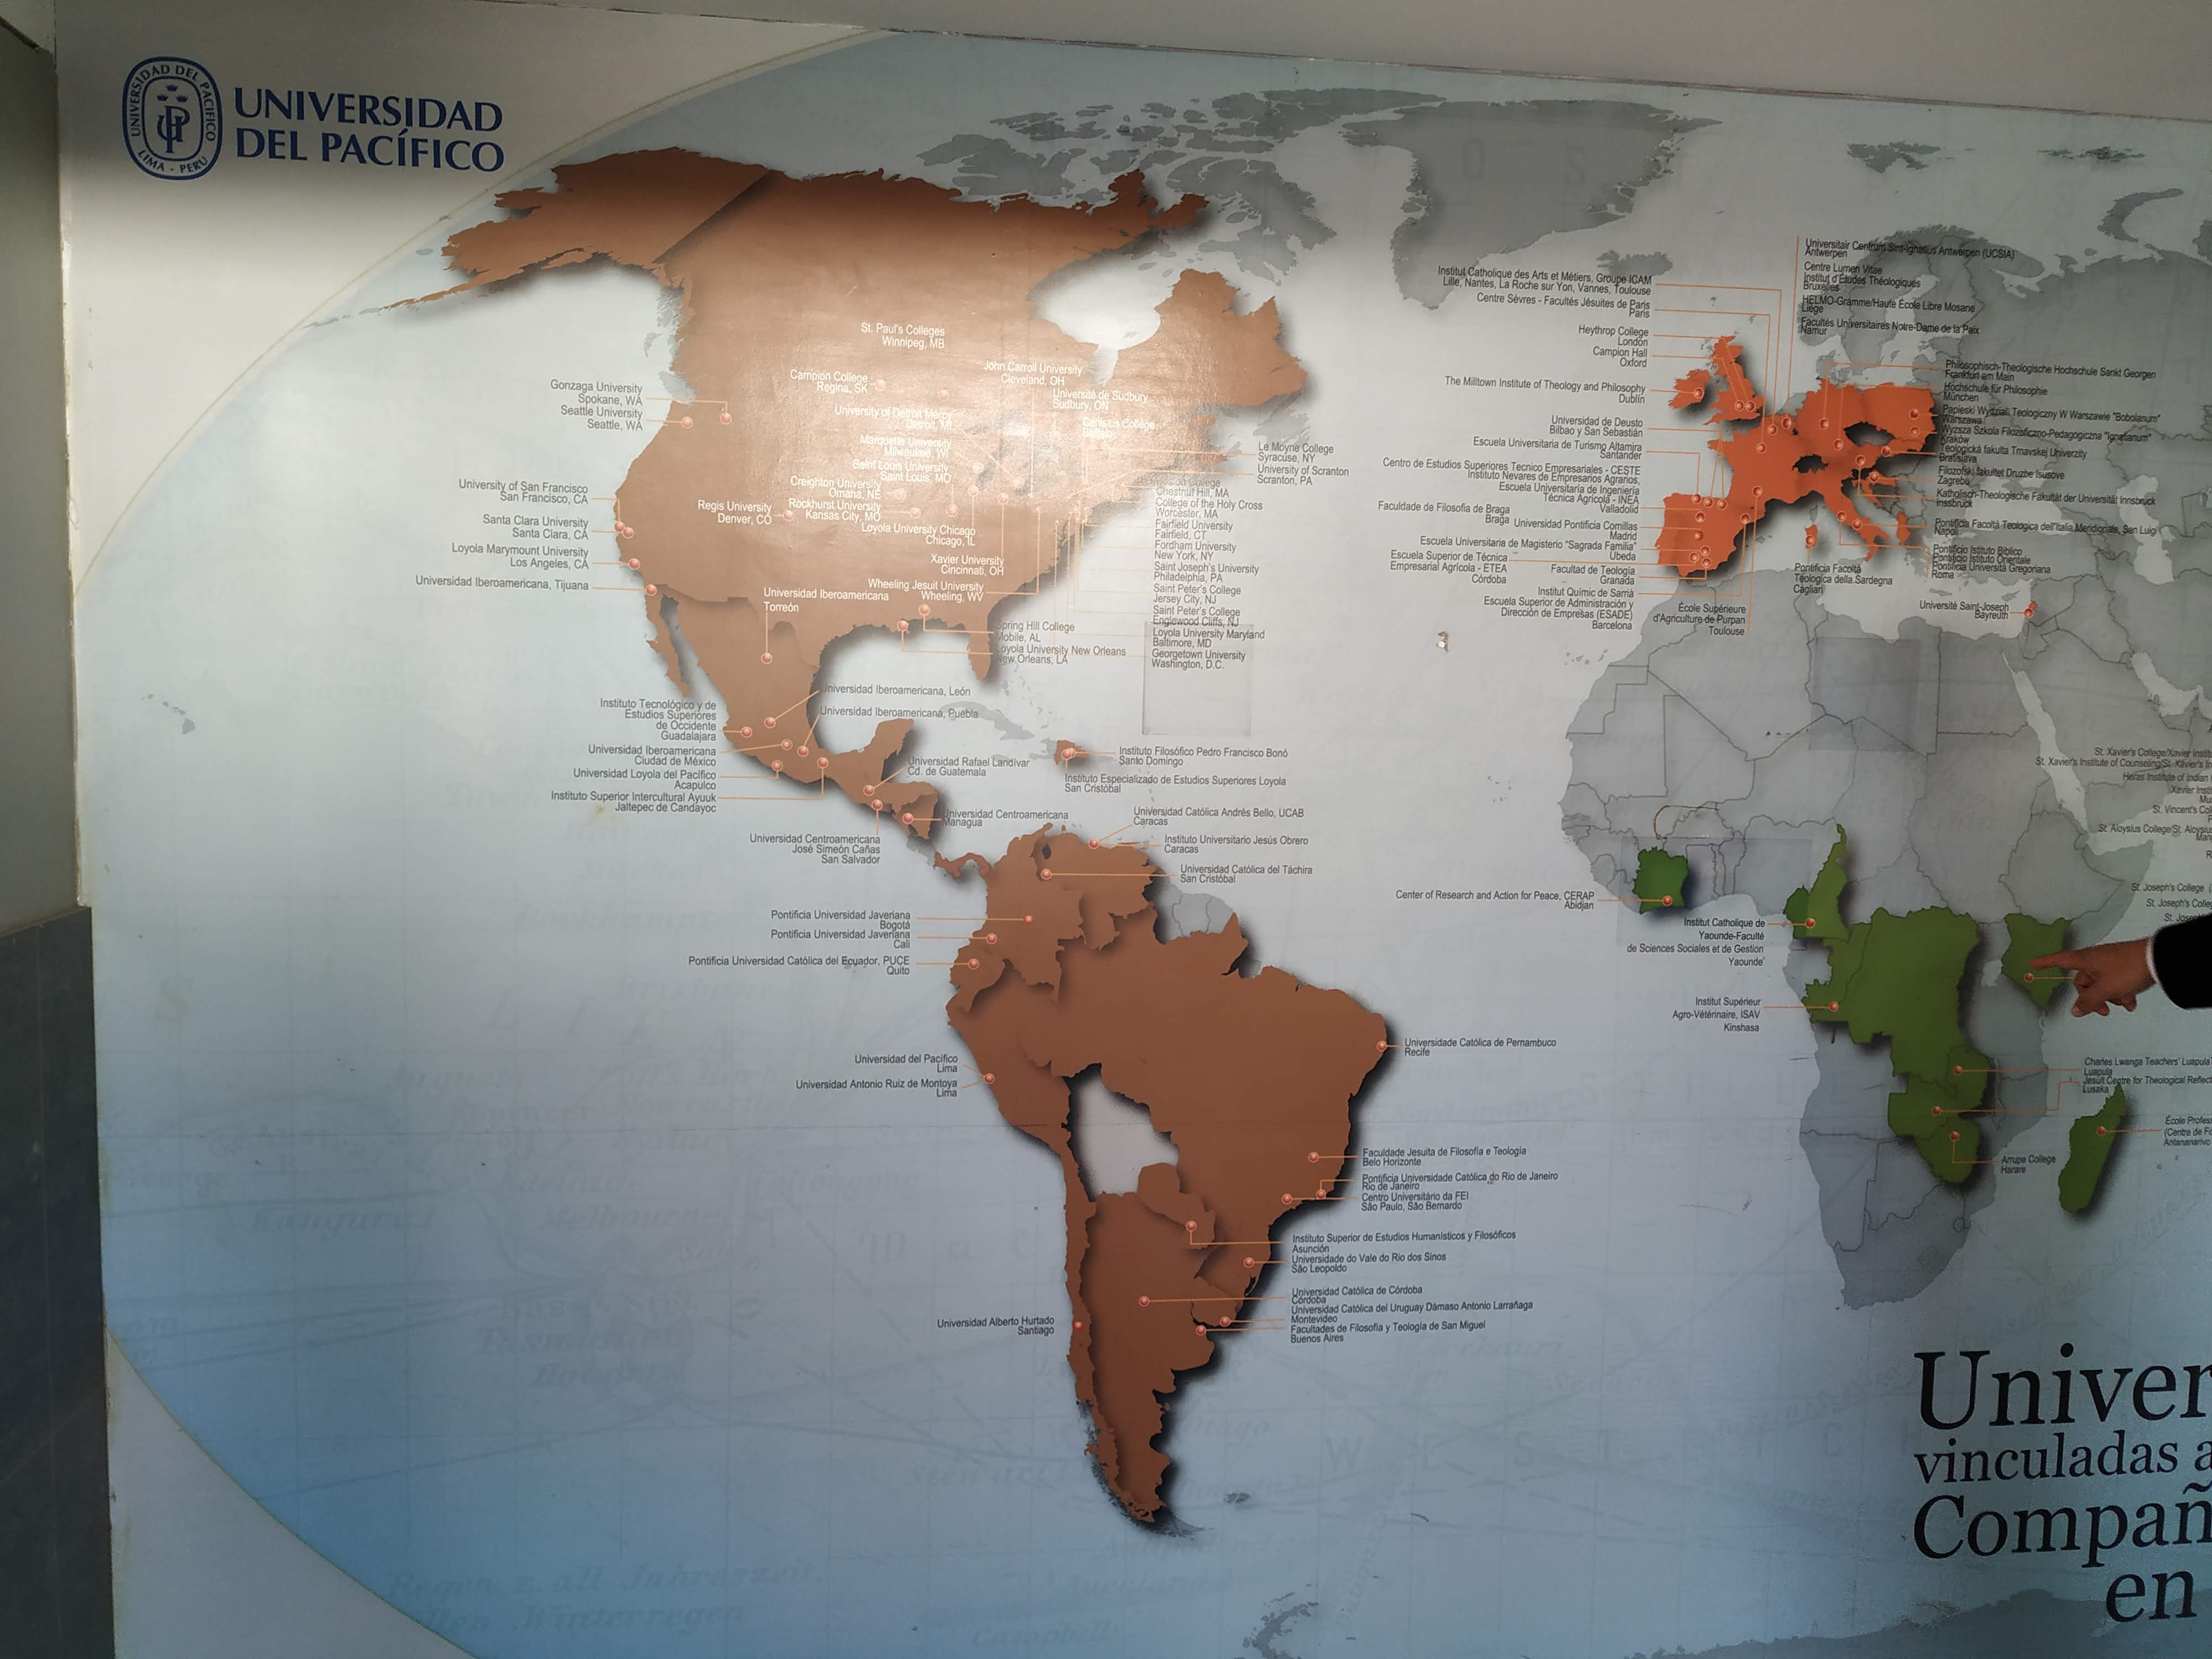 UNIVERSIDAD DEL PACÍFICO
LIMA - PERU
UNIVERSIDAD
DEL PACÍFICO
St. Paul's Colleges
Winnipeg, MB
Campion College
Regina, SK
John Carroll University
Cleveland, OH
Université de Sudbury
Sudbury, ON
University of Detroit Mercy
Detroit, MI
Canisius College
Marquette University
Milwaukee, WI
Saint Louis University
Saint Louis, MO
Creighton University
Omaha, NE
Rockhurst University
Kansas City, MO
Regis University
Denver, CO
Loyola University Chicago
Chicago, IL
Xavier University
Cincinnati, OH
Wheeling Jesuit University
Wheeling, WV
Gonzaga University
Spokane, WA
Seattle University
Seattle, WA
University of San Francisco
San Francisco, CA
Santa Clara University
Santa Clara, CA
Loyola Marymount University
Los Angeles, CA
Universidad Iberoamericana, Tijuana
Universidad Iberoamericana
Torreón
Le Moyne College
Syracuse, NY
University of Scranton
Scranton, PA
College
Chestnut Hill, MA
College of the Holy Cross
Worcester, MA
Fairfield University
Fairfield, CT
Fordham University
New York, NY
Saint Joseph's University
Philadelphia, PA
Saint Peter's College
Jersey City, NJ
Saint Peter's College
Englewood Cliffs, NJ
Loyola University Maryland
Baltimore, MD
Georgetown University
Washington, D.C.
Spring Hill College
Mobile, AL
Loyola University New Orleans
New Orleans, LA
Universidad Iberoamericana, León
Universidad Iberoamericana, Puebla
Instituto Tecnológico y de
Estudios Superiores
de Occidente
Guadalajara
Universidad Iberoamericana
Ciudad de México
Universidad Loyola del Pacífico
Acapulco
Instituto Superior Intercultural Ayuuk
Jaltepec de Candayoc
Universidad Rafael Landívar
Cd. de Guatemala
Universidad Centroamericana
Managua
Universidad Centroamericana
José Simeón Cañas
San Salvador
Instituto Filosófico Pedro Francisco Bonó
Santo Domingo
Instituto Especializado de Estudios Superiores Loyola
San Cristóbal
Universidad Católica Andrés Bello, UCAB
Caracas
Instituto Universitario Jesús Obrero
Caracas
Universidad Católica del Táchira
San Cristóbal
Pontificia Universidad Javeriana
Bogotá
Pontificia Universidad Javeriana
Cali
Pontificia Universidad Católica del Ecuador, PUCE
Quito
Universidad del Pacífico
Lima
Universidad Antonio Ruiz de Montoya
Lima
Universidade Católica de Pernambuco
Recife
Faculdade Jesuita de Filosofia e Teologia
Belo Horizonte
Pontificia Universidade Católica do Rio de Janeiro
Rio de Janeiro
Centro Universitário da FEI
São Paulo, São Bernardo
Instituto Superior de Estudios Humanísticos y Filosóficos
Asunción
Universidade do Vale do Rio dos Sinos
São Leopoldo
Universidad Católica de Córdoba
Córdoba
Universidad Católica del Uruguay Dámaso Antonio Larrañaga
Montevideo
Facultades de Filosofía y Teología de San Miguel
Buenos Aires
Universidad Alberto Hurtado
Santiago
Institut Catholique des Arts et Métiers, Groupe ICAM
Lille, Nantes, La Roche sur Yon, Vannes, Toulouse
Centre Sèvres - Facultés Jésuites de Paris
Paris
Heythrop College
London
Campion Hall
Oxford
The Milltown Institute of Theology and Philosophy
Dublin
Universidad de Deusto
Bilbao y San Sebastián
Escuela Universitaria de Turismo Altamira
Santander
Centro de Estudios Superiores Tecnico Empresariales - CESTE
Instituto Nevares de Empresarios Agrarios,
Escuela Universitaria de Ingeniería
Técnica Agrícola - INEA
Valladolid
Faculdade de Filosofia de Braga
Braga
Universidad Pontificia Comillas
Madrid
Escuela Universitaria de Magisterio "Sagrada Familia"
Úbeda
Escuela Superior de Técnica
Empresarial Agrícola - ETEA
Córdoba
Facultad de Teología
Granada
Institut Químic de Sarrià
Escuela Superior de Administración y
Dirección de Empresas (ESADE)
Barcelona
École Supérieure
d'Agriculture de Purpan
Toulouse
Universitair Centrum Sint-Ignatius Antwerpen (UCSIA)
Antwerpen
Centre Lumen Vitae
Institut d'Études Théologiques
Bruxelles
HELMO-Gramme/Haute École Libre Mosane
Liège
Facultés Universitaires Notre-Dame de la Paix
Namur
Philosophisch-Theologische Hochschule Sankt Georgen
Frankfurt am Main
Hochschule für Philosophie
München
Papieski Wydział Teologiczny W Warszawie "Bobolanum"
Warszawa
Wyzsza Szkola Filozoficzno-Pedagogiczna "Ignatianum"
Kraków
Teologická fakulta Trnavskej Univerzity
Bratislava
Filozofski fakultet Druzbe Isusove
Zagreb
Katholisch-Theologische Fakultät der Universität Innsbruck
Innsbruck
Pontificia Facoltà Teologica dell'Italia Meridionale, San Luigi
Napoli
Pontificio Istituto Biblico
Pontificio Istituto Orientale
Pontificia Università Gregoriana
Roma
Pontificia Facoltà
Teologica della Sardegna
Cagliari
Université Saint-Joseph
Bayreuth
Center of Research and Action for Peace, CERAP
Abidjan
Institut Catholique de
Yaounde-Faculté
de Sciences Sociales et de Gestion
Yaounde'
Institut Supérieur
Agro-Vétérinaire, ISAV
Kinshasa
Charles Lwanga Teachers' Luapula
Luapula
Jesuit Centre for Theological Reflect
Lusaka
Arrupe College
Harare
École Profess
(Centre de Fo
Antananarivo
St. Xavier's College/Xavier Instit
St. Xavier's Institute of Counseling/St. Xavier's In
Heras Institute of Indian
Xavier Insti
St. Vincent's Col
St. Aloysius College/St. Aloysius
St. Joseph's College (
St. Joseph's Colle
St. Josep
Univer
vinculadas a
Compañ
en